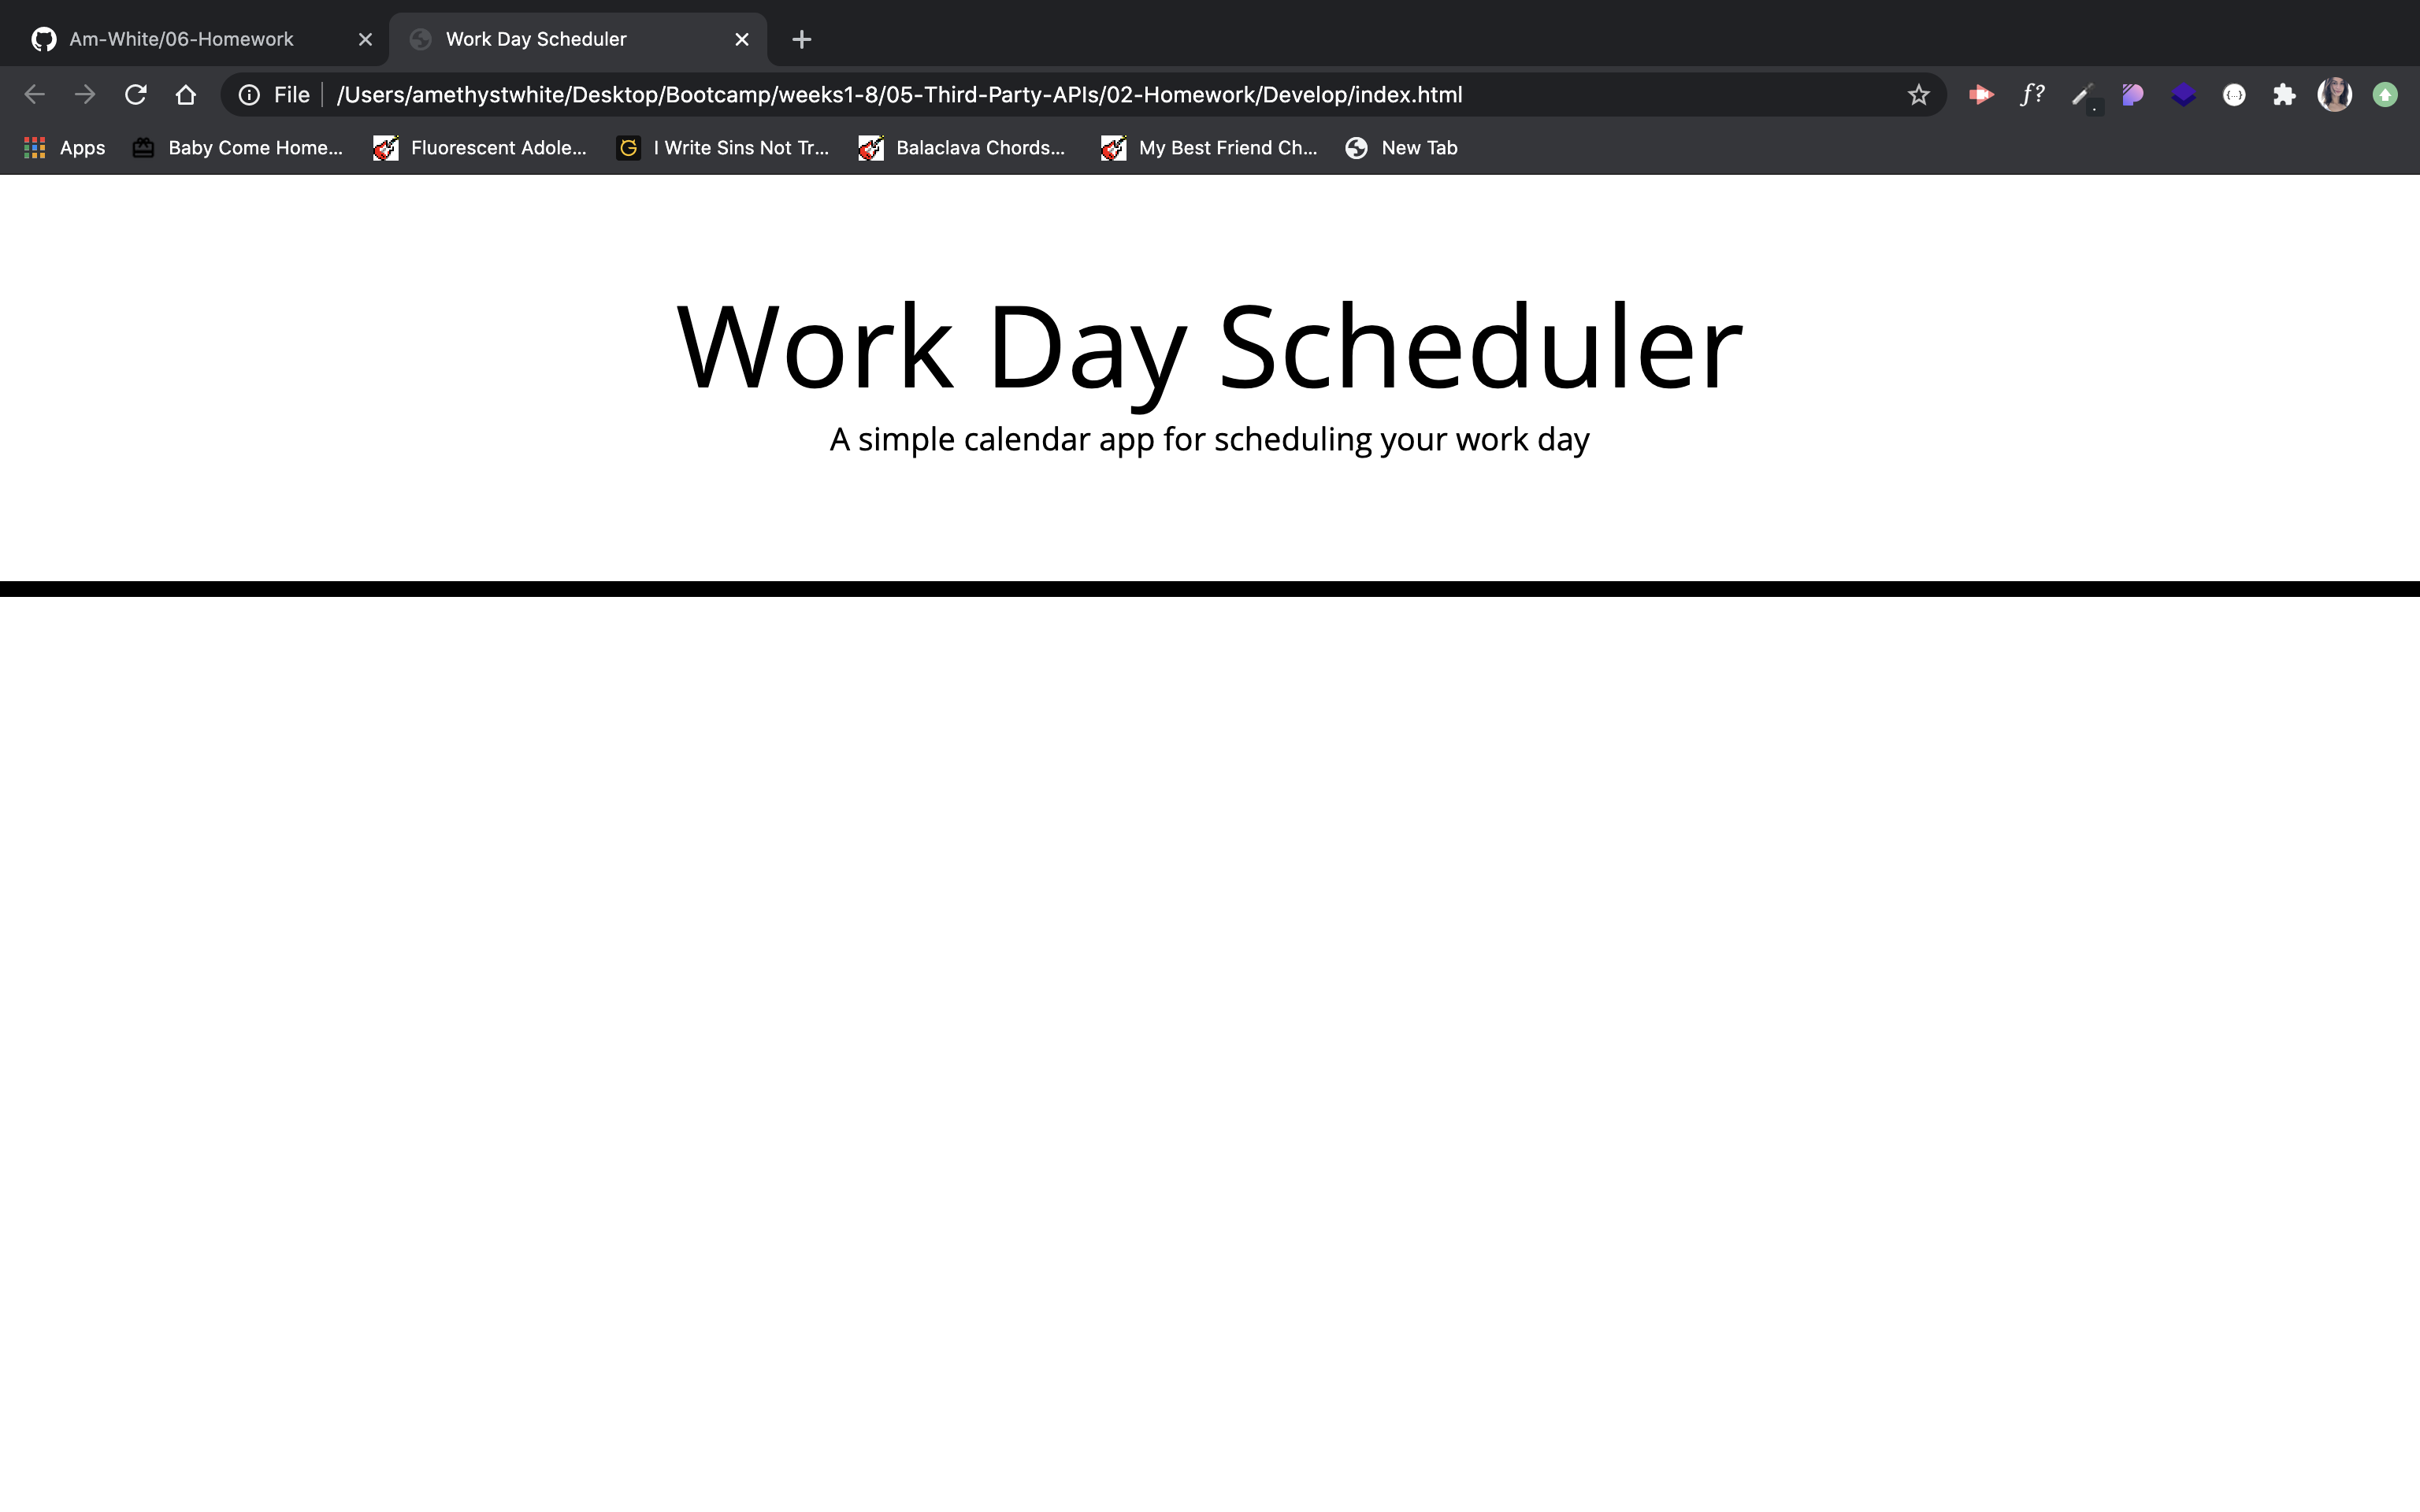 Am-White/06-Homework
Work Day Scheduler
File /Users/amethystwhite/Desktop/Bootcamp/weeks1-8/05-Third-Party-APIs/02-Homework/Develop/index.html
f?
Apps Baby Come Home... Fluorescent Adole... I Write Sins Not Tr... Balaclava Chords... My Best Friend Ch... New Tab
Work Day Scheduler
A simple calendar app for scheduling your work day